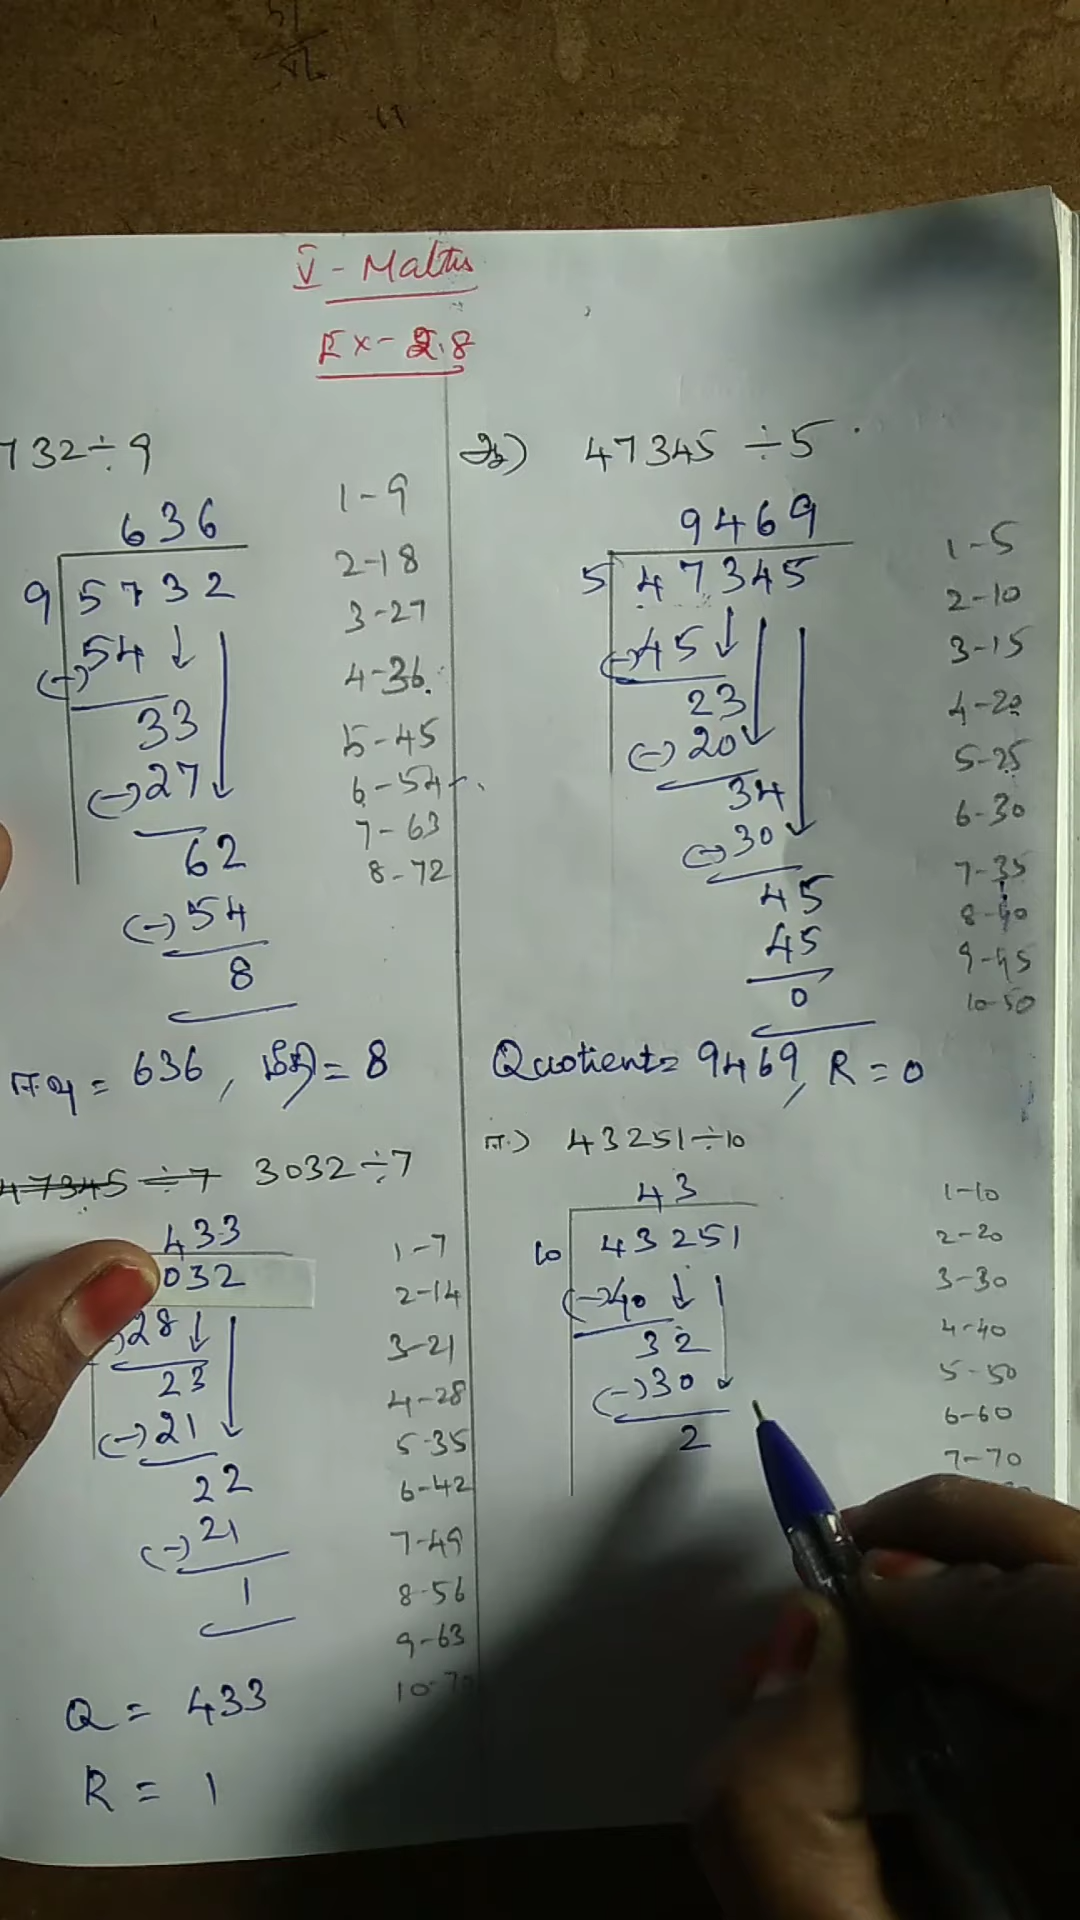 V - Maths
Ex - 2.8
732 ÷ 9
636
9 5732
54
(-)
33
(-) 27
62
(-) 54
8
= 636, = 8
1 - 9
2 - 18
3 - 27
4 - 36
5 - 45
6 - 54
7 - 63
8 - 72
47345 ÷ 5
9469
5 47345
(-) 45
23
(-) 20
34
(-) 30
45
45
0
Quotient = 9469, R = 0
1 - 5
2 - 10
3 - 15
4 - 20
5 - 25
6 - 30
7 - 35
8 - 40
9 - 45
10 - 50
47345 ÷ 7 3032 ÷ 7
433
032
28
23
(-) 21
22
(-) 21
1
Q = 433
R = 1
1 - 7
2 - 14
3 - 21
4 - 28
5 - 35
6 - 42
7 - 49
8 - 56
9 - 63
10 - 70
ஈ) 43251 ÷ 10
43
10 43251
(-) 40
32
(-) 30
2
1 - 10
2 - 20
3 - 30
4 - 40
5 - 50
6 - 60
7 - 70